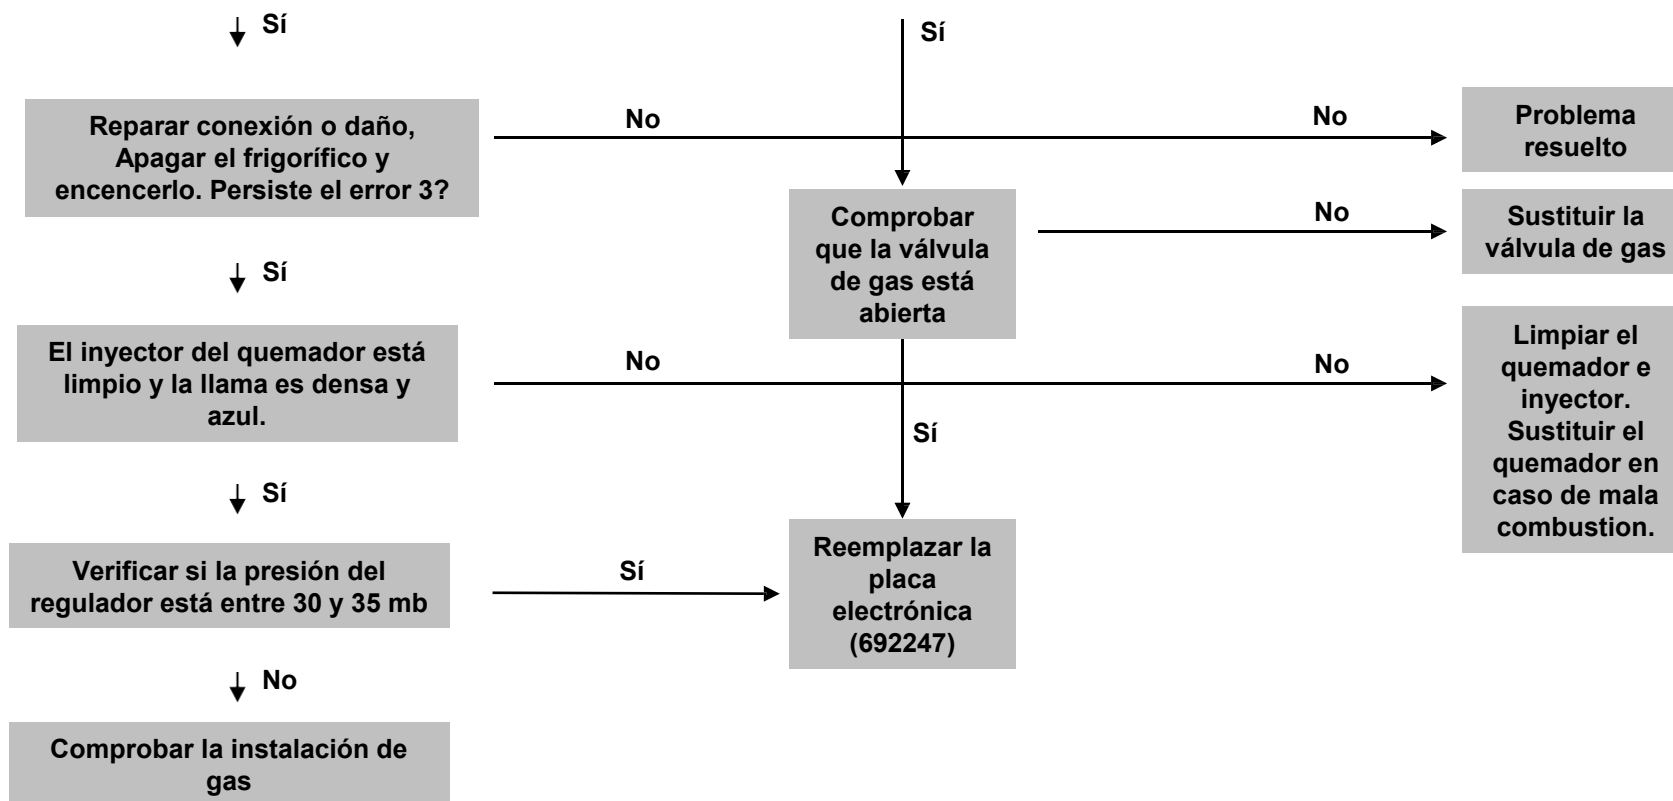 Sí
Sí
Reparar conexión o daño,
Apagar el frigorífico y
encencerlo. Persiste el error 3?
No
No
Problema
resuelto
Comprobar
que la válvula
de gas está
abierta
No
Sustituir la
válvula de gas
Sí
El inyector del quemador está
limpio y la llama es densa y
azul.
No
No
Limpiar el
quemador e
inyector.
Sustituir el
quemador en
caso de mala
combustion.
Sí
Sí
Verificar si la presión del
regulador está entre 30 y 35 mb
Sí
Reemplazar la
placa
electrónica
(692247)
No
Comprobar la instalación de
gas